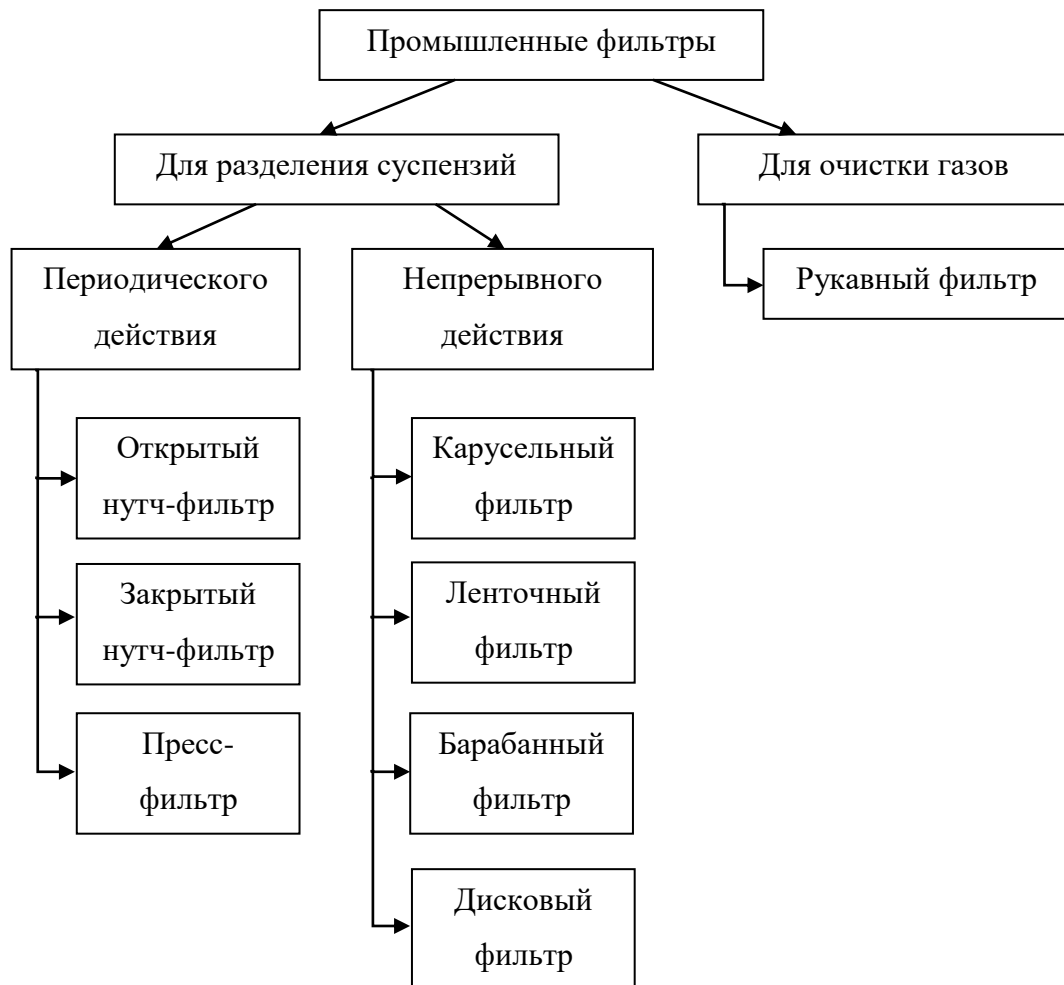 Промышленные фильтры
Для разделения суспензий
Для очистки газов
Периодического
действия
Непрерывного
действия
Рукавный фильтр
Открытый
нутч-фильтр
Закрытый
нутч-фильтр
Пресс-
фильтр
Карусельный
фильтр
Ленточный
фильтр
Барабанный
фильтр
Дисковый
фильтр